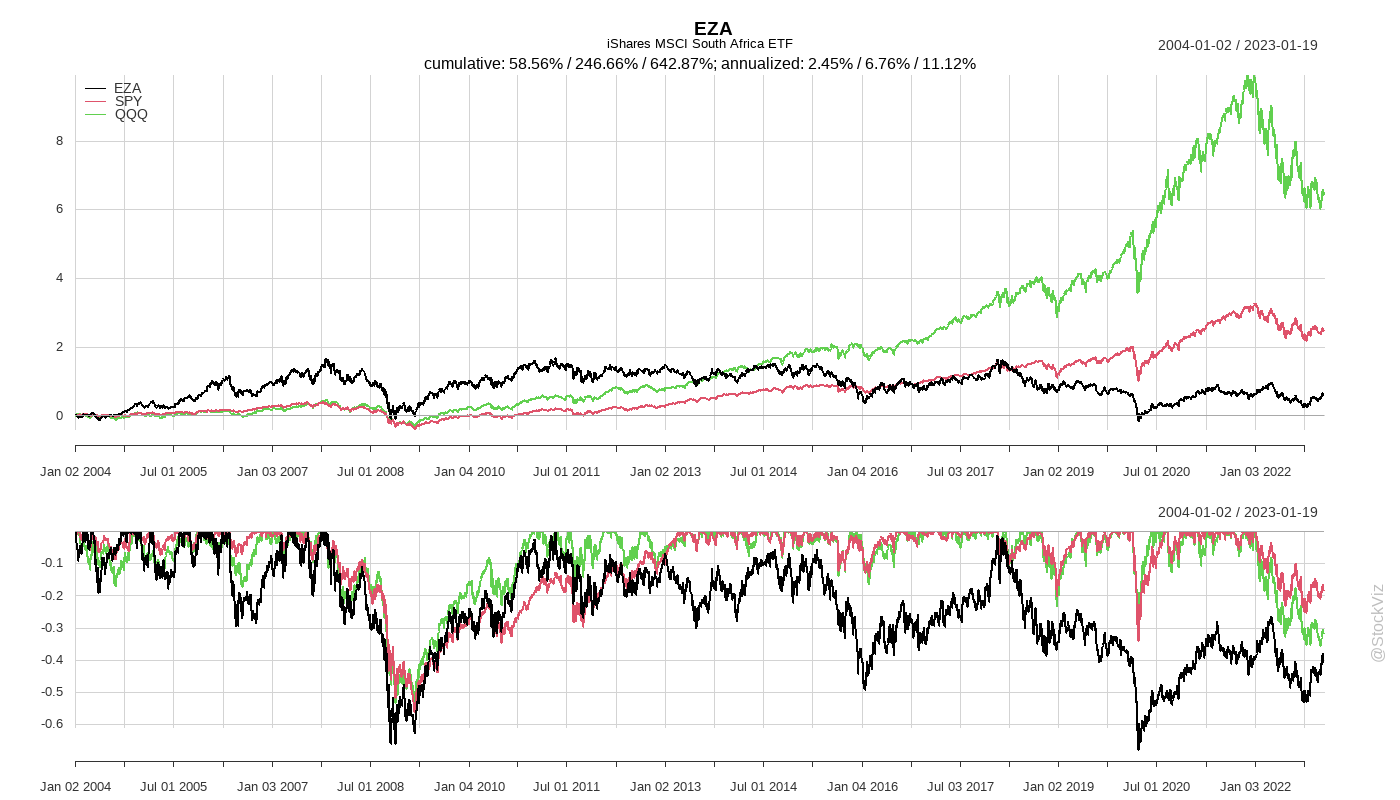 EZA
iShares MSCI South Africa ETF
2004-01-02 / 2023-01-19
cumulative: 58.56% / 246.66% / 642.87%; annualized: 2.45% / 6.76% / 11.12%
EZA
SPY
QQQ
8
6
4
2
0
Jan 02 2004 Jul 01 2005 Jan 03 2007 Jul 01 2008 Jan 04 2010 Jul 01 2011 Jan 02 2013 Jul 01 2014 Jan 04 2016 Jul 03 2017 Jan 02 2019 Jul 01 2020 Jan 03 2022
2004-01-02 / 2023-01-19
-0.1
-0.2
-0.3
-0.4
-0.5
-0.6
Jan 02 2004 Jul 01 2005 Jan 03 2007 Jul 01 2008 Jan 04 2010 Jul 01 2011 Jan 02 2013 Jul 01 2014 Jan 04 2016 Jul 03 2017 Jan 02 2019 Jul 01 2020 Jan 03 2022
@StockViz